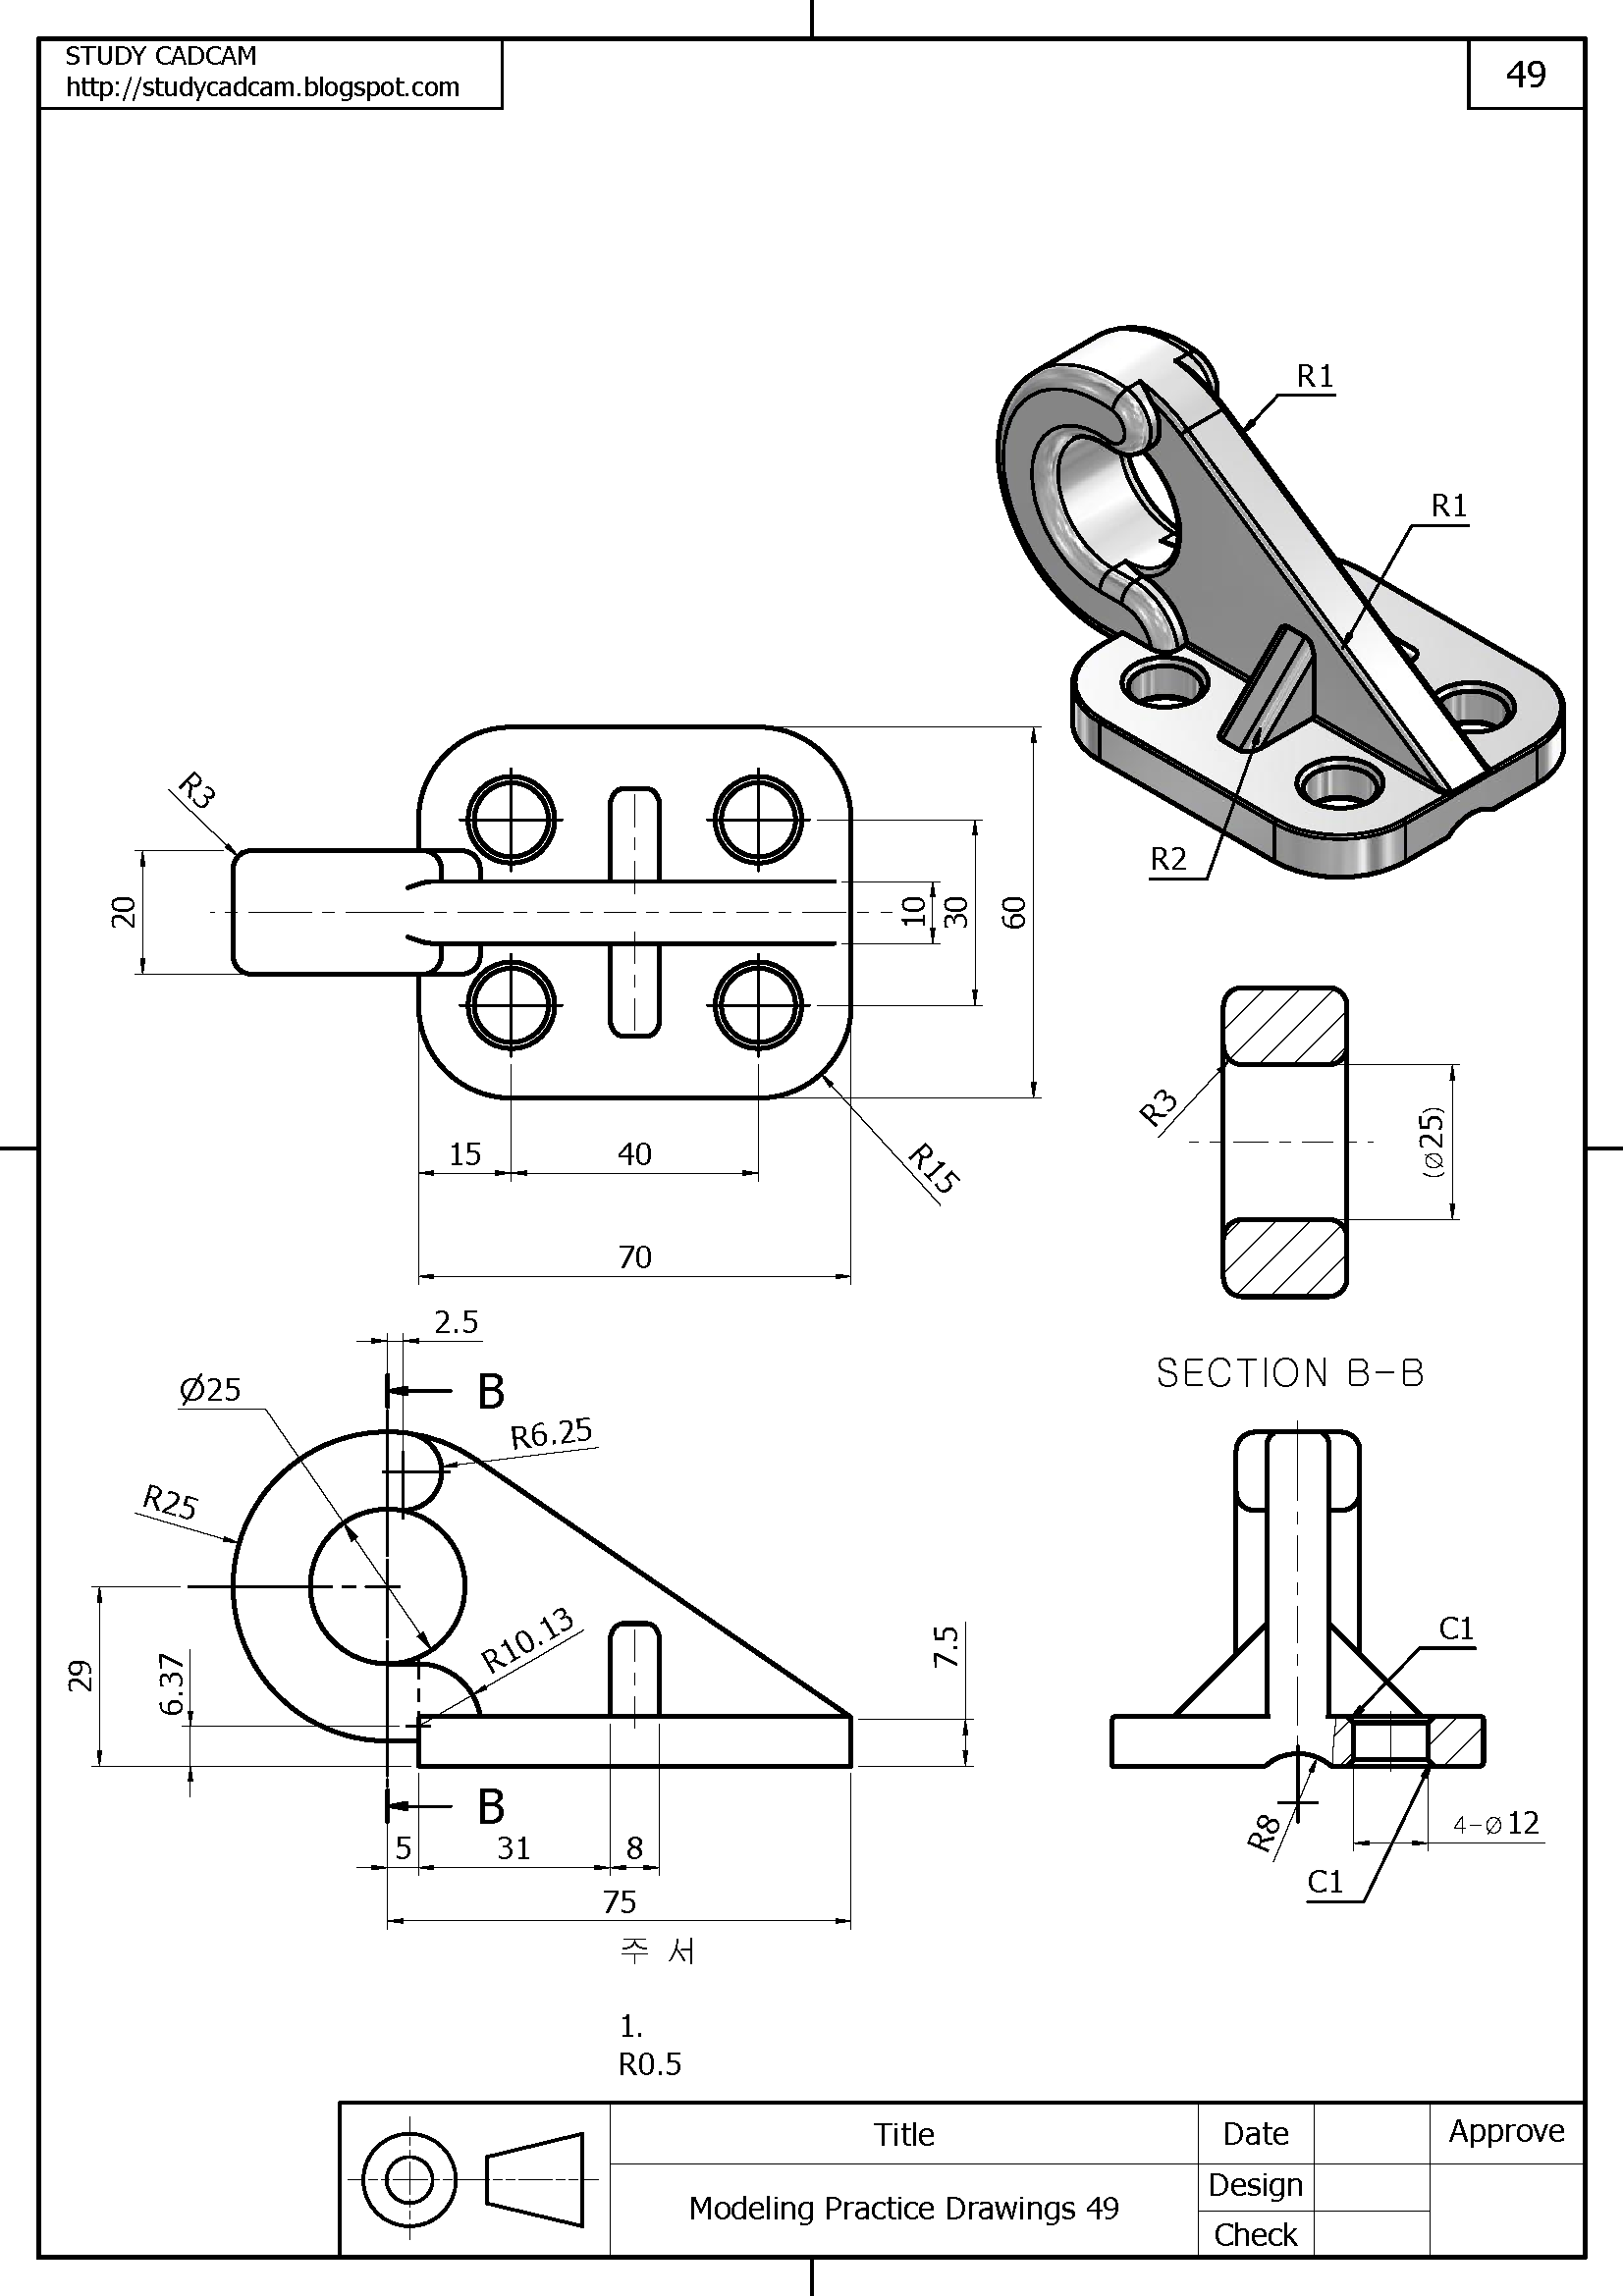 STUDY CADCAM
http://studycadcam.blogspot.com
49
R1
R1
R2
R3
20
10
30
60
15
40
R15
70
R3
(⌀25)
SECTION B-B
2.5
B
Ø25
R6.25
R25
R10.13
29
6.37
7.5
B
5
31
8
75
C1
R8
4-⌀12
C1
주 서
1.
R0.5
Title
Date
Approve
Modeling Practice Drawings 49
Design
Check